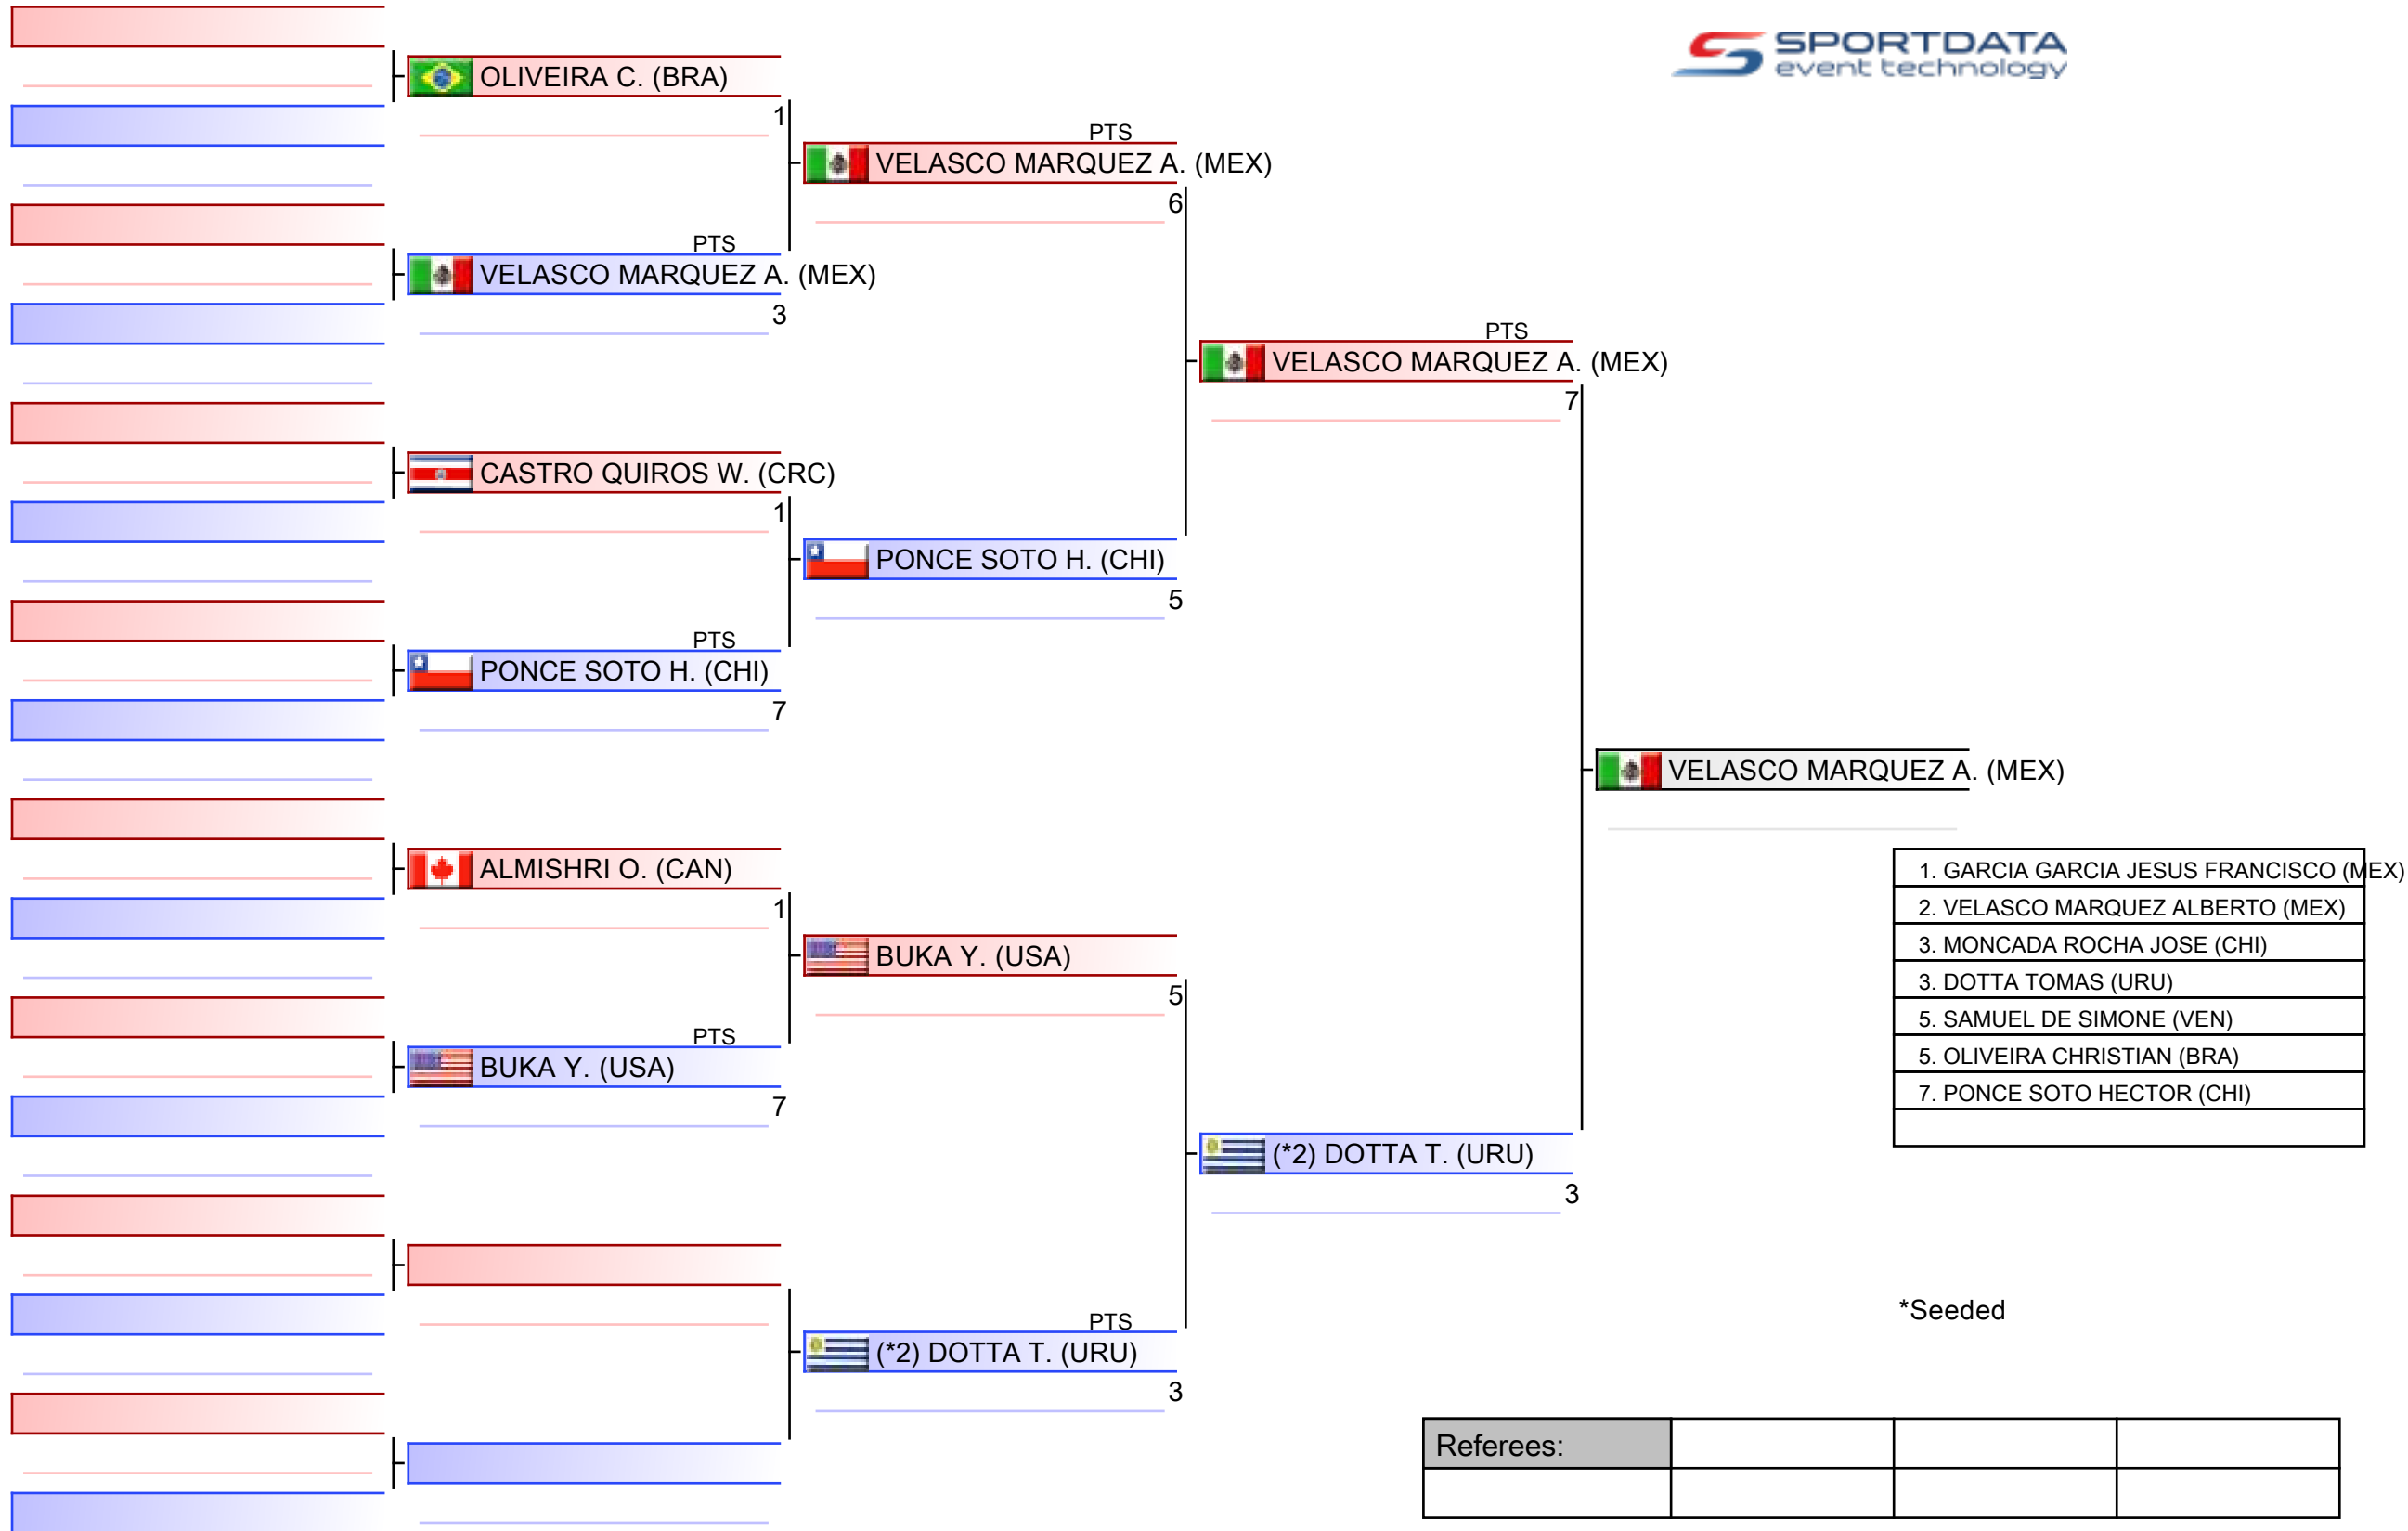 SPORTDATA
event technology
OLIVEIRA C. (BRA)
1
PTS
VELASCO MARQUEZ A. (MEX)
6
PTS
VELASCO MARQUEZ A. (MEX)
3
PTS
VELASCO MARQUEZ A. (MEX)
7
CASTRO QUIROS W. (CRC)
1
PONCE SOTO H. (CHI)
5
PTS
PONCE SOTO H. (CHI)
7
VELASCO MARQUEZ A. (MEX)
ALMISHRI O. (CAN)
1
BUKA Y. (USA)
5
PTS
BUKA Y. (USA)
7
(*2) DOTTA T. (URU)
3
PTS
(*2) DOTTA T. (URU)
3
1. GARCIA GARCIA JESUS FRANCISCO (MEX)
2. VELASCO MARQUEZ ALBERTO (MEX)
3. MONCADA ROCHA JOSE (CHI)
3. DOTTA TOMAS (URU)
5. SAMUEL DE SIMONE (VEN)
5. OLIVEIRA CHRISTIAN (BRA)
7. PONCE SOTO HECTOR (CHI)
*Seeded
Referees: